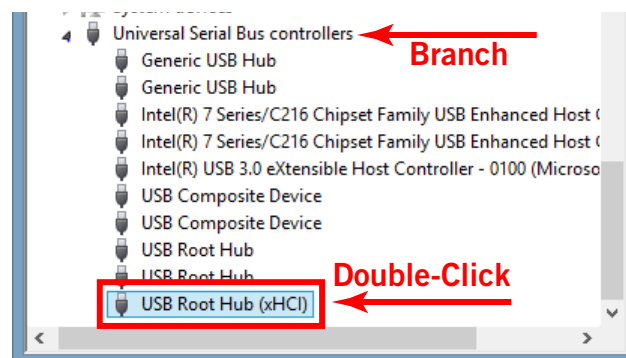 System devices
Universal Serial Bus controllers
Branch
Generic USB Hub
Generic USB Hub
Intel(R) 7 Series/C216 Chipset Family USB Enhanced Host
Intel(R) 7 Series/C216 Chipset Family USB Enhanced Host
Intel(R) USB 3.0 eXtensible Host Controller - 0100 (Microso
USB Composite Device
USB Composite Device
USB Root Hub
USB Root Hub
Double-Click
USB Root Hub (xHCI)